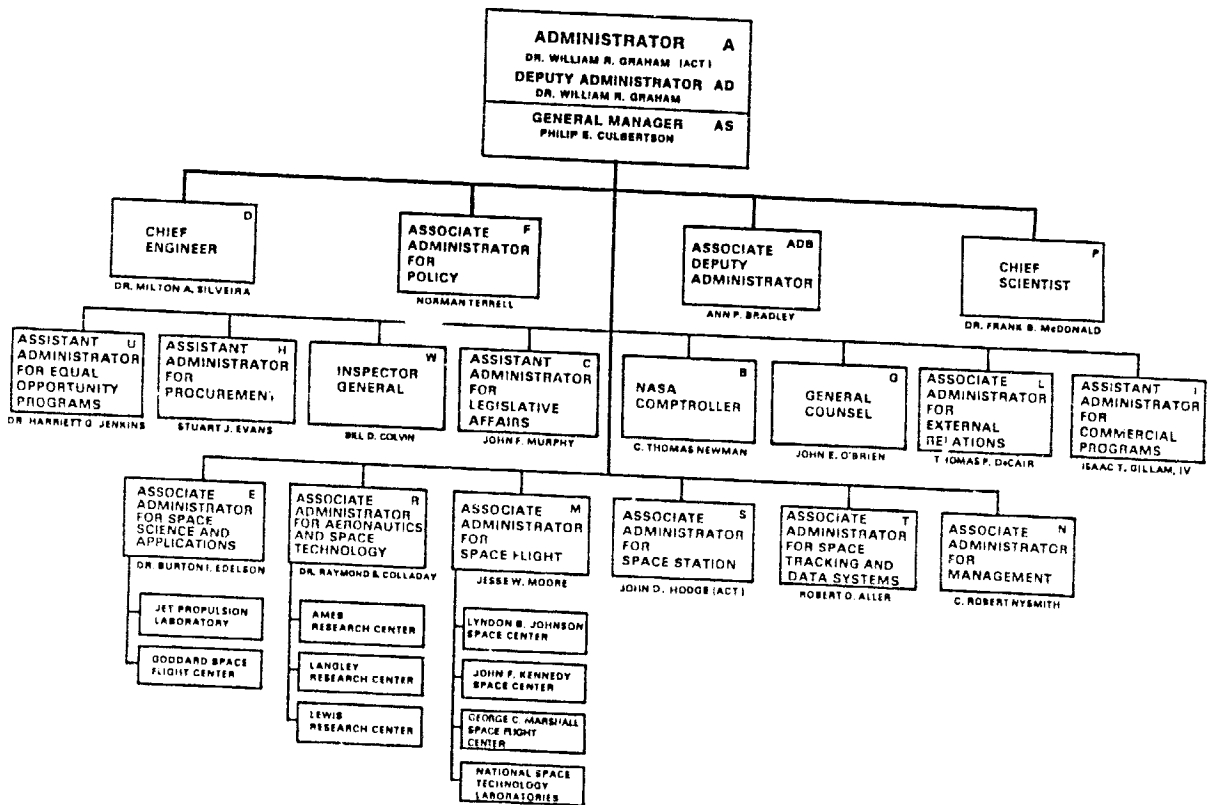 ADMINISTRATOR A
DR. WILLIAM R. GRAHAM (ACT)
DEPUTY ADMINISTRATOR AD
DR. WILLIAM R. GRAHAM
GENERAL MANAGER AS
PHILIP E. CULBERTSON
D
CHIEF
ENGINEER
DR. MILTON A. SILVEIRA
ASSOCIATE F
ADMINISTRATOR
FOR
POLICY
NORMAN TERRELL
ASSOCIATE ADB
DEPUTY
ADMINISTRATOR
ANN P. BRADLEY
P
CHIEF
SCIENTIST
DR. FRANK B. McDONALD
ASSISTANT U
ADMINISTRATOR
FOR EQUAL
OPPORTUNITY
PROGRAMS
DR. HARRIETT G. JENKINS
ASSISTANT H
ADMINISTRATOR
FOR
PROCUREMENT
STUART J. EVANS
W
INSPECTOR
GENERAL
BILL D. COLVIN
ASSISTANT C
ADMINISTRATOR
FOR
LEGISLATIVE
AFFAIRS
JOHN F. MURPHY
B
NASA
COMPTROLLER
C. THOMAS NEWMAN
G
GENERAL
COUNSEL
JOHN E. O'BRIEN
ASSOCIATE L
ADMINISTRATOR
FOR
EXTERNAL
RELATIONS
THOMAS P. DeCAIR
ASSISTANT I
ADMINISTRATOR
FOR
COMMERCIAL
PROGRAMS
ISAAC T. GILLAM, IV
ASSOCIATE E
ADMINISTRATOR
FOR SPACE
SCIENCE AND
APPLICATIONS
DR. BURTON I. EDELSON
JET PROPULSION
LABORATORY
GODDARD SPACE
FLIGHT CENTER
ASSOCIATE R
ADMINISTRATOR
FOR AERONAUTICS
AND SPACE
TECHNOLOGY
DR. RAYMOND S. COLLADAY
AMES
RESEARCH CENTER
LANGLEY
RESEARCH CENTER
LEWIS
RESEARCH CENTER
ASSOCIATE M
ADMINISTRATOR
FOR
SPACE FLIGHT
JESSE W. MOORE
LYNDON B. JOHNSON
SPACE CENTER
JOHN F. KENNEDY
SPACE CENTER
GEORGE C. MARSHALL
SPACE FLIGHT
CENTER
NATIONAL SPACE
TECHNOLOGY
LABORATORIES
ASSOCIATE S
ADMINISTRATOR
FOR
SPACE STATION
JOHN D. HODGE (ACT)
ASSOCIATE T
ADMINISTRATOR
FOR SPACE
TRACKING AND
DATA SYSTEMS
ROBERT O. ALLER
ASSOCIATE N
ADMINISTRATOR
FOR
MANAGEMENT
C. ROBERT NYSMITH